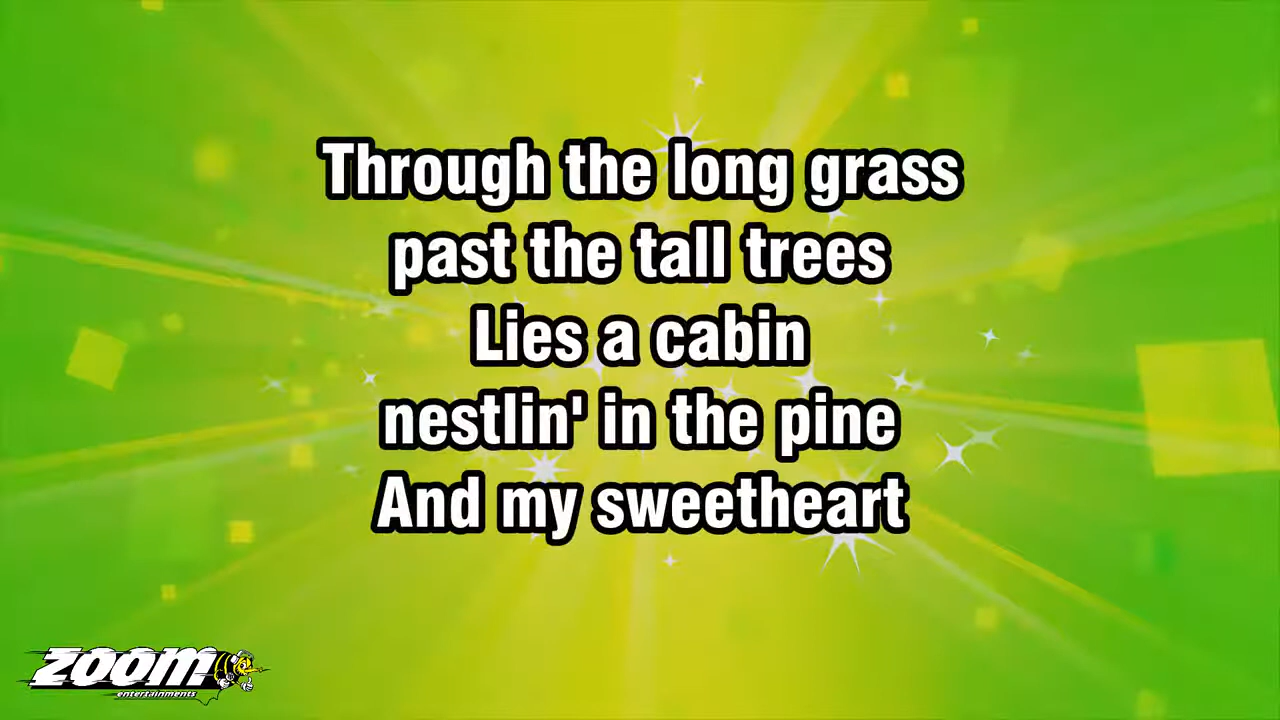 Through the long grass
past the tall trees
Lies a cabin
nestlin' in the pine
And my sweetheart
ZOOM
entertainments